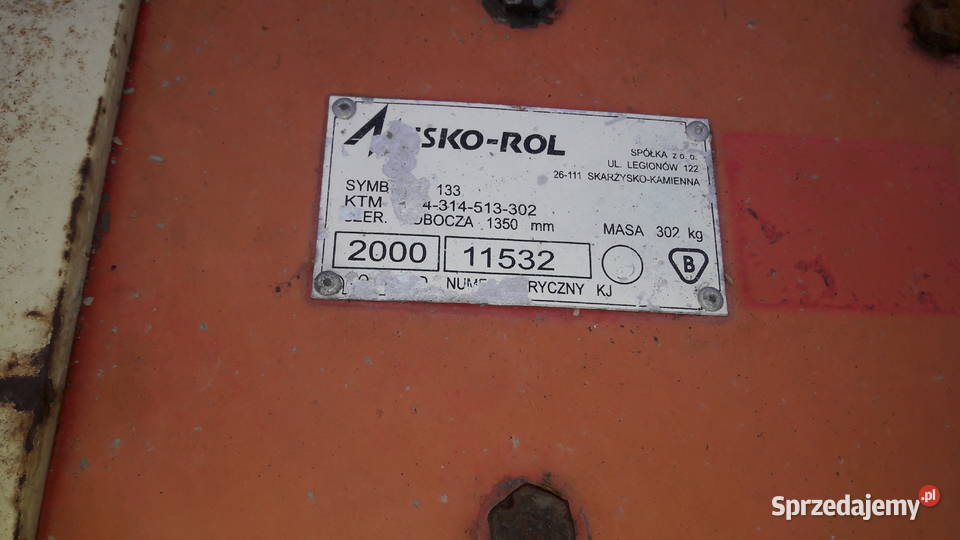 SKO-ROL
SPÓŁKA z o. o.
UL. LEGIONÓW 122
26-111 SKARŻYSKO-KAMIENNA
SYMB 133
KTM 4-314-513-302
ZER. OBOCZA 1350 mm
MASA 302 kg
2000 11532 B
NUME RYCZNY KJ
Sprzedajemy.pl